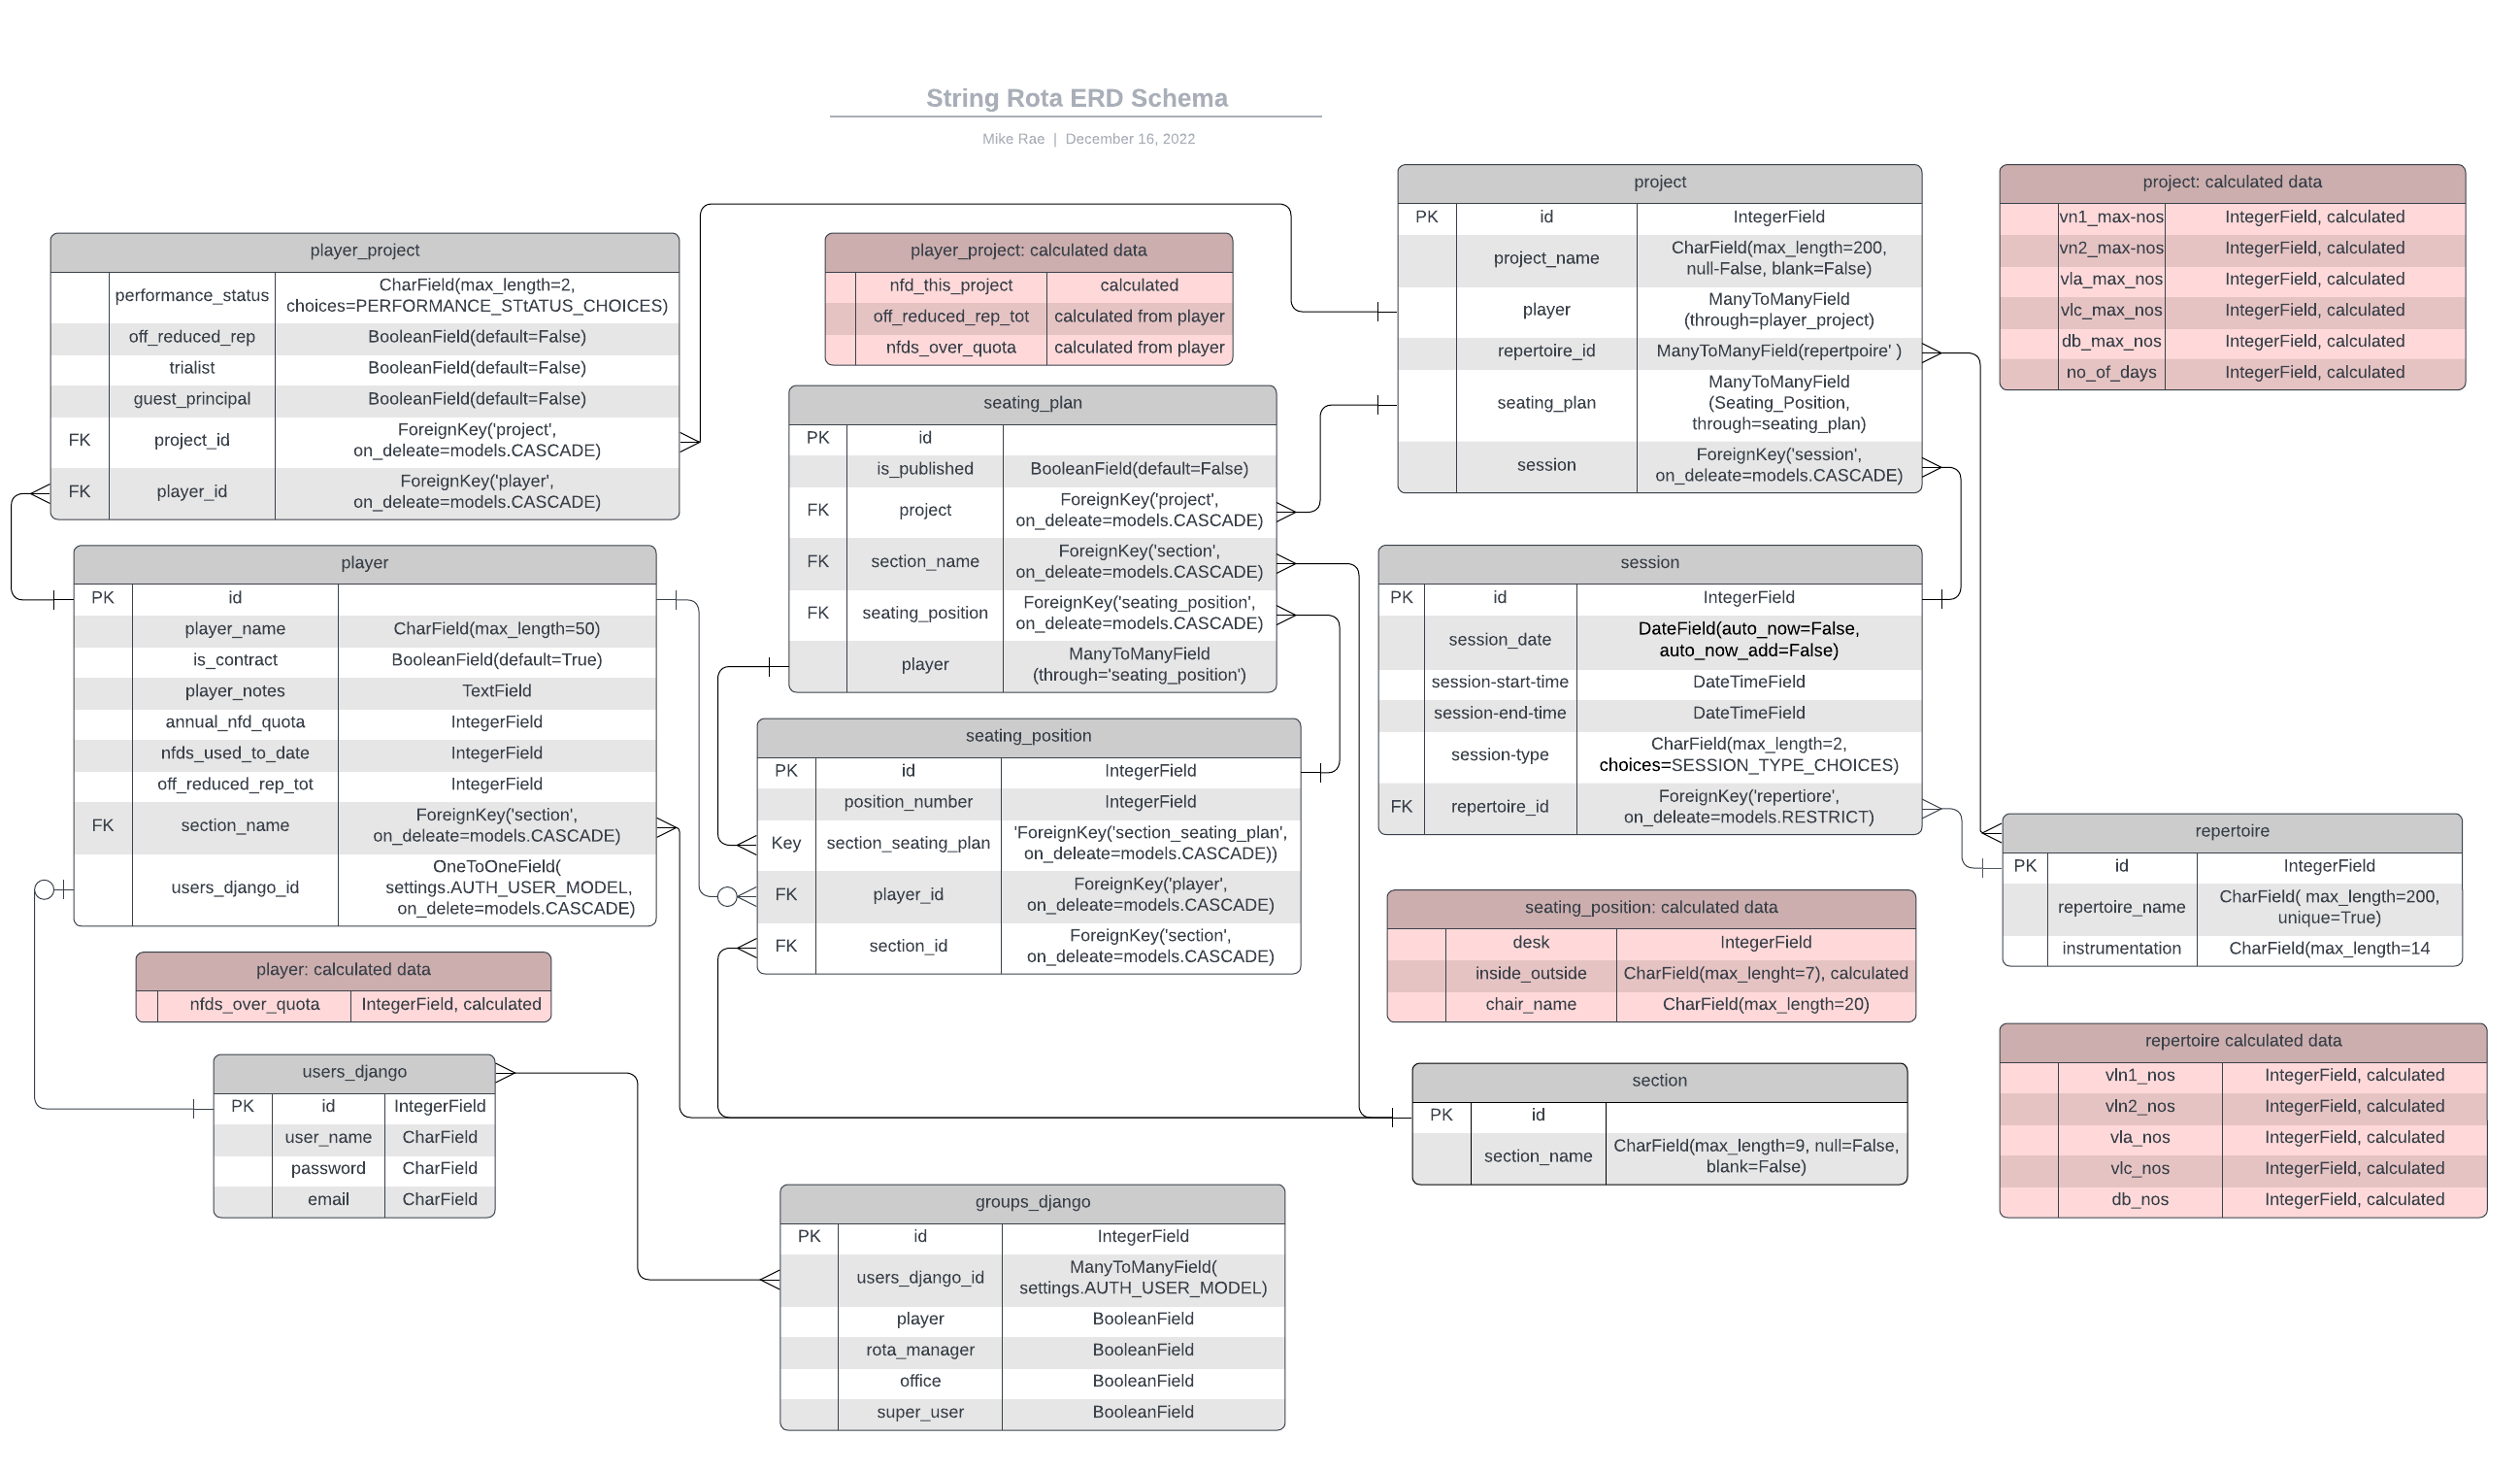 String Rota ERD Schema
Mike Rae | December 16, 2022
player_project
performance_status
CharField(max_length=2,
choices=PERFORMANCE_STtATUS_CHOICES)
off_reduced_rep
BooleanField(default=False)
trialist
BooleanField(default=False)
guest_principal
BooleanField(default=False)
FK
project_id
ForeignKey('project',
on_deleate=models.CASCADE)
FK
player_id
ForeignKey('player',
on_deleate=models.CASCADE)
player_project: calculated data
nfd_this_project
calculated
off_reduced_rep_tot
calculated from player
nfds_over_quota
calculated from player
project
PK
id
IntegerField
project_name
CharField(max_length=200,
null-False, blank=False)
player
ManyToManyField
(through=player_project)
repertoire_id
ManyToManyField(repertpoire' )
seating_plan
ManyToManyField
(Seating_Position,
through=seating_plan)
session
ForeignKey('session',
on_deleate=models.CASCADE)
project: calculated data
vn1_max-nos
IntegerField, calculated
vn2_max-nos
IntegerField, calculated
vla_max_nos
IntegerField, calculated
vlc_max_nos
IntegerField, calculated
db_max_nos
IntegerField, calculated
no_of_days
IntegerField, calculated
seating_plan
PK
id
is_published
BooleanField(default=False)
FK
project
ForeignKey('project',
on_deleate=models.CASCADE)
FK
section_name
ForeignKey('section',
on_deleate=models.CASCADE)
FK
seating_position
ForeignKey('seating_position',
on_deleate=models.CASCADE)
player
ManyToManyField
(through='seating_position')
player
PK
id
player_name
CharField(max_length=50)
is_contract
BooleanField(default=True)
player_notes
TextField
annual_nfd_quota
IntegerField
nfds_used_to_date
IntegerField
off_reduced_rep_tot
IntegerField
FK
section_name
ForeignKey('section',
on_deleate=models.CASCADE)
users_django_id
OneToOneField(
settings.AUTH_USER_MODEL,
on_delete=models.CASCADE)
session
PK
id
IntegerField
session_date
DateField(auto_now=False,
auto_now_add=False)
session-start-time
DateTimeField
session-end-time
DateTimeField
session-type
CharField(max_length=2,
choices=SESSION_TYPE_CHOICES)
FK
repertoire_id
ForeignKey('repertiore',
on_deleate=models.RESTRICT)
seating_position
PK
id
IntegerField
position_number
IntegerField
Key
section_seating_plan
'ForeignKey('section_seating_plan',
on_deleate=models.CASCADE))
FK
player_id
ForeignKey('player',
on_deleate=models.CASCADE)
FK
section_id
ForeignKey('section',
on_deleate=models.CASCADE)
repertoire
PK
id
IntegerField
repertoire_name
CharField( max_length=200,
unique=True)
instrumentation
CharField(max_length=14
seating_position: calculated data
desk
IntegerField
inside_outside
CharField(max_lenght=7), calculated
chair_name
CharField(max_length=20)
player: calculated data
nfds_over_quota
IntegerField, calculated
users_django
PK
id
IntegerField
user_name
CharField
password
CharField
email
CharField
section
PK
id
section_name
CharField(max_length=9, null=False,
blank=False)
repertoire calculated data
vln1_nos
IntegerField, calculated
vln2_nos
IntegerField, calculated
vla_nos
IntegerField, calculated
vlc_nos
IntegerField, calculated
db_nos
IntegerField, calculated
groups_django
PK
id
IntegerField
users_django_id
ManyToManyField(
settings.AUTH_USER_MODEL)
player
BooleanField
rota_manager
BooleanField
office
BooleanField
super_user
BooleanField